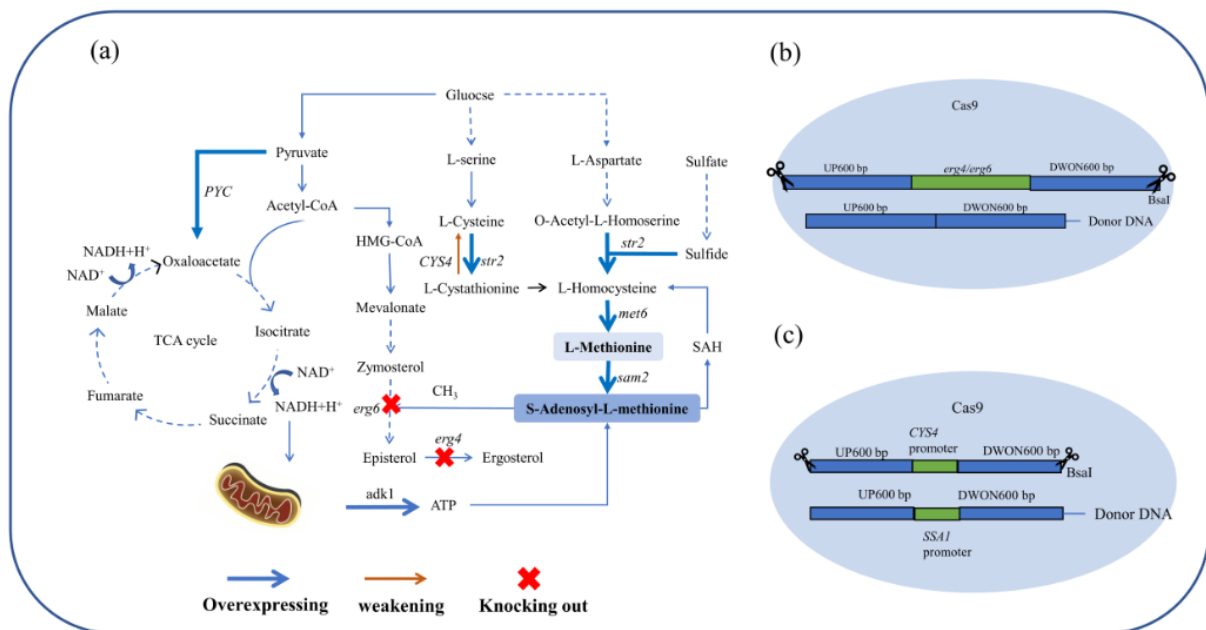 (a)
Gluocse
Pyruvate
L-serine
L-Aspartate
Sulfate
PYC
Acetyl-CoA
L-Cysteine
O-Acetyl-L-Homoserine
NADH+H⁺
Oxaloacetate
HMG-CoA
CYS4
str2
str2
Sulfide
NAD⁺
L-Cystathionine
L-Homocysteine
Malate
Mevalonate
met6
TCA cycle
Isocitrate
L-Methionine
SAH
NAD⁺
Zymosterol
CH₃
sam2
Fumarate
NADH+H⁺
erg6
S-Adenosyl-L-methionine
Succinate
erg4
Episterol
Ergosterol
adk1
ATP
Overexpressing
weakening
Knocking out
(b)
Cas9
UP600 bp
erg4/erg6
DWON600 bp
BsaI
UP600 bp
DWON600 bp
Donor DNA
(c)
Cas9
CYS4
promoter
UP600 bp
DWON600 bp
BsaI
UP600 bp
DWON600 bp
Donor DNA
SSA1
promoter